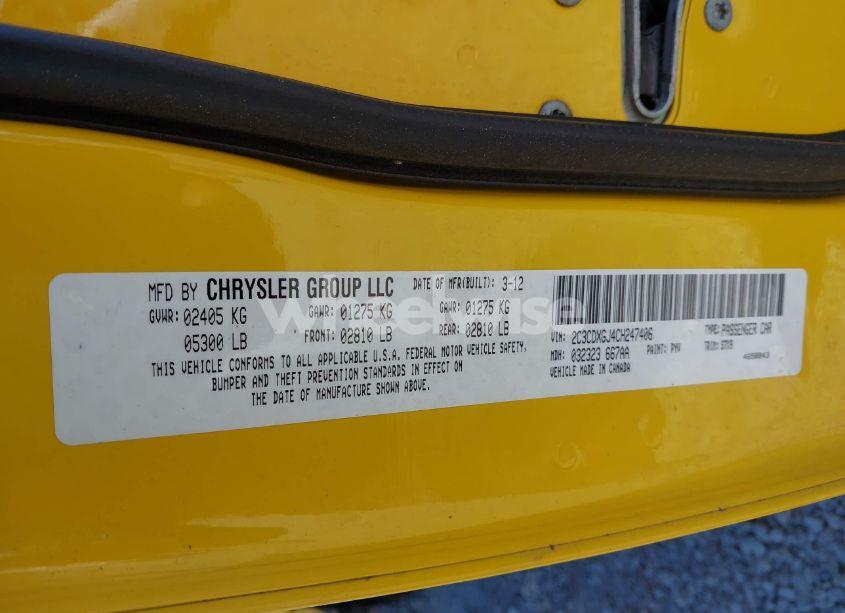 MFD BY CHRYSLER GROUP LLC DATE OF MFR(BUILT): 3-12
GVWR: 02405 KG GAWR: 01275 KG GAWR: 01275 KG
05300 LB FRONT: 02810 LB REAR: 02810 LB
THIS VEHICLE CONFORMS TO ALL APPLICABLE U.S.A. FEDERAL MOTOR VEHICLE SAFETY,
BUMPER AND THEFT PREVENTION STANDARDS IN EFFECT ON
THE DATE OF MANUFACTURE SHOWN ABOVE.
VIN: 2C3CDXGJ4CH247406 TYPE: PASSENGER CAR
MDH: 032323 667AA PAINT: TRIM:
VEHICLE MADE IN CANADA